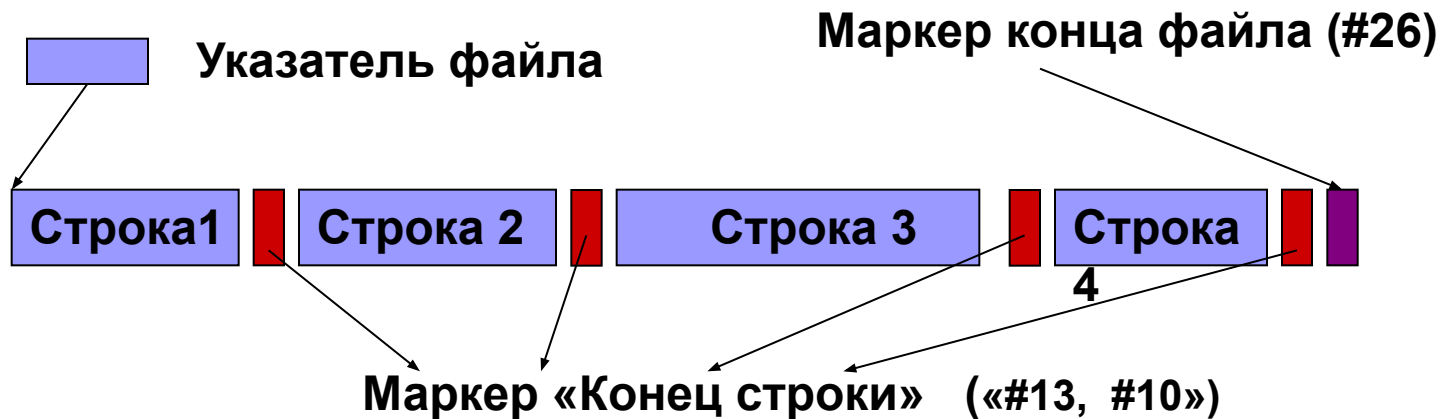 Маркер конца файла (#26)
Указатель файла
Строка1 Строка 2 Строка 3 Строка
4
Маркер «Конец строки» («#13, #10»)